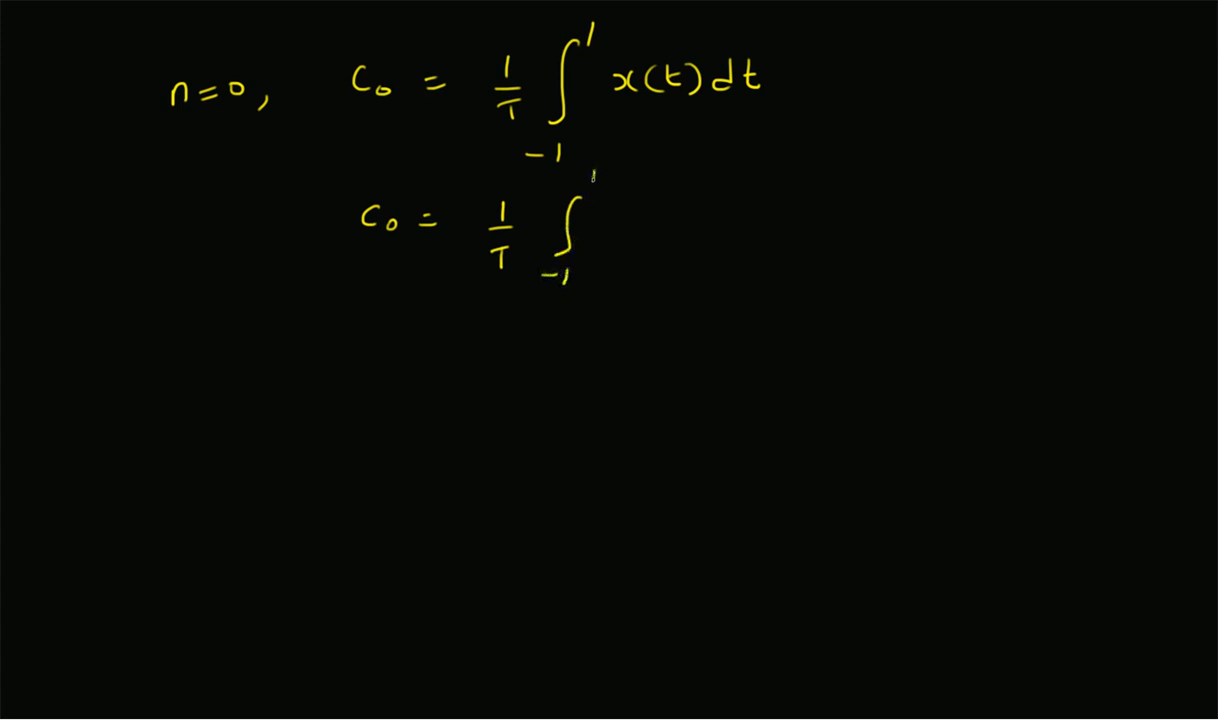 n=0, C₀ = 1/T ∫₋₁¹ x(t)dt
C₀ = 1/T ∫₋₁